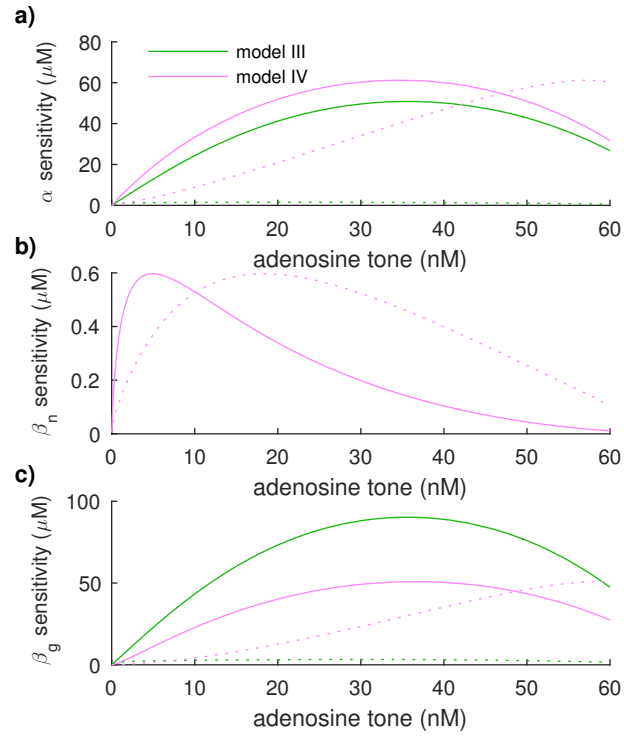 a)
α sensitivity (μM)
80
60
40
20
0
model III
model IV
0 10 20 30 40 50 60
adenosine tone (nM)
b)
βn sensitivity (μM)
0.6
0.4
0.2
0
0 10 20 30 40 50 60
adenosine tone (nM)
c)
βg sensitivity (μM)
100
50
0
0 10 20 30 40 50 60
adenosine tone (nM)